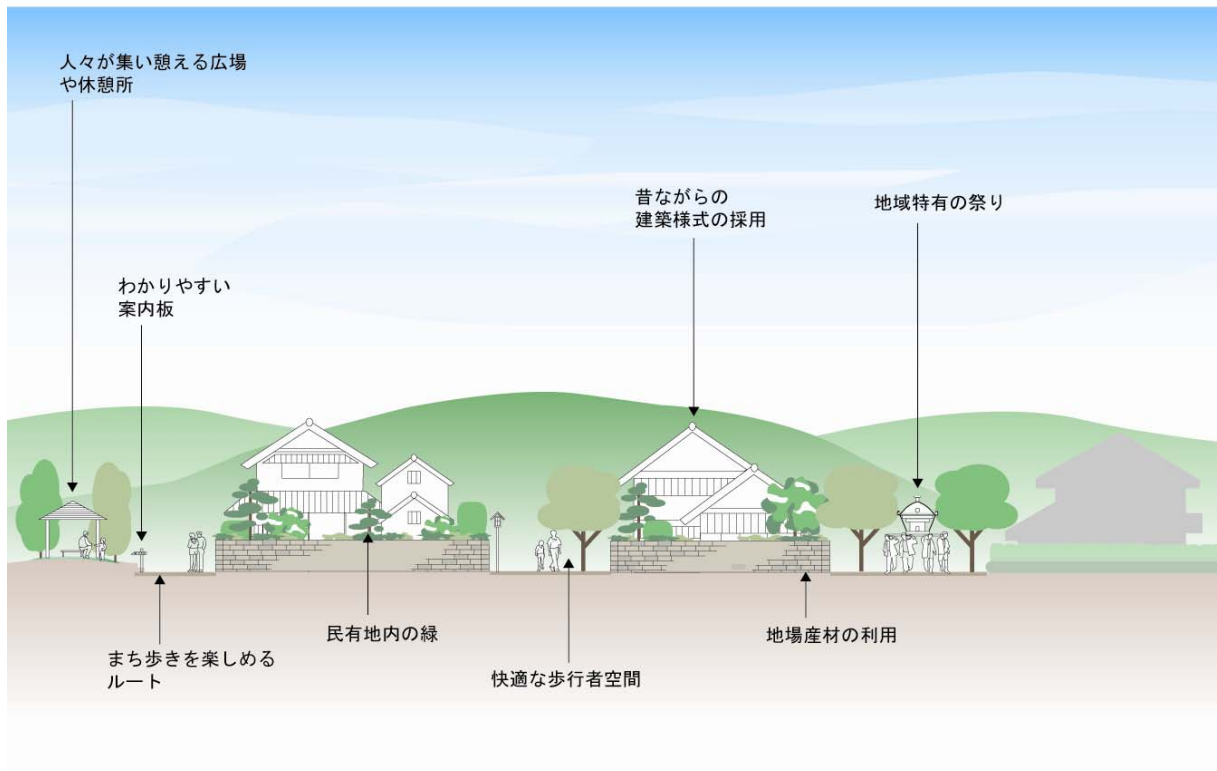 人々が集い憩える広場
や休憩所
わかりやすい
案内板
昔ながらの
建築様式の採用
地域特有の祭り
民有地内の緑
地場産材の利用
まち歩きを楽しめる
ルート
快適な歩行者空間